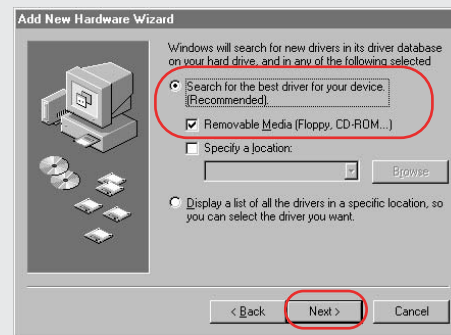 Add New Hardware Wizard
Windows will search for new drivers in its driver database
on your hard drive, and in any of the following selected
Search for the best driver for your device.
(Recommended).
Removable Media (Floppy, CD-ROM...)
Specify a location:
Browse
Display a list of all the drivers in a specific location, so
you can select the driver you want.
< Back
Next >
Cancel